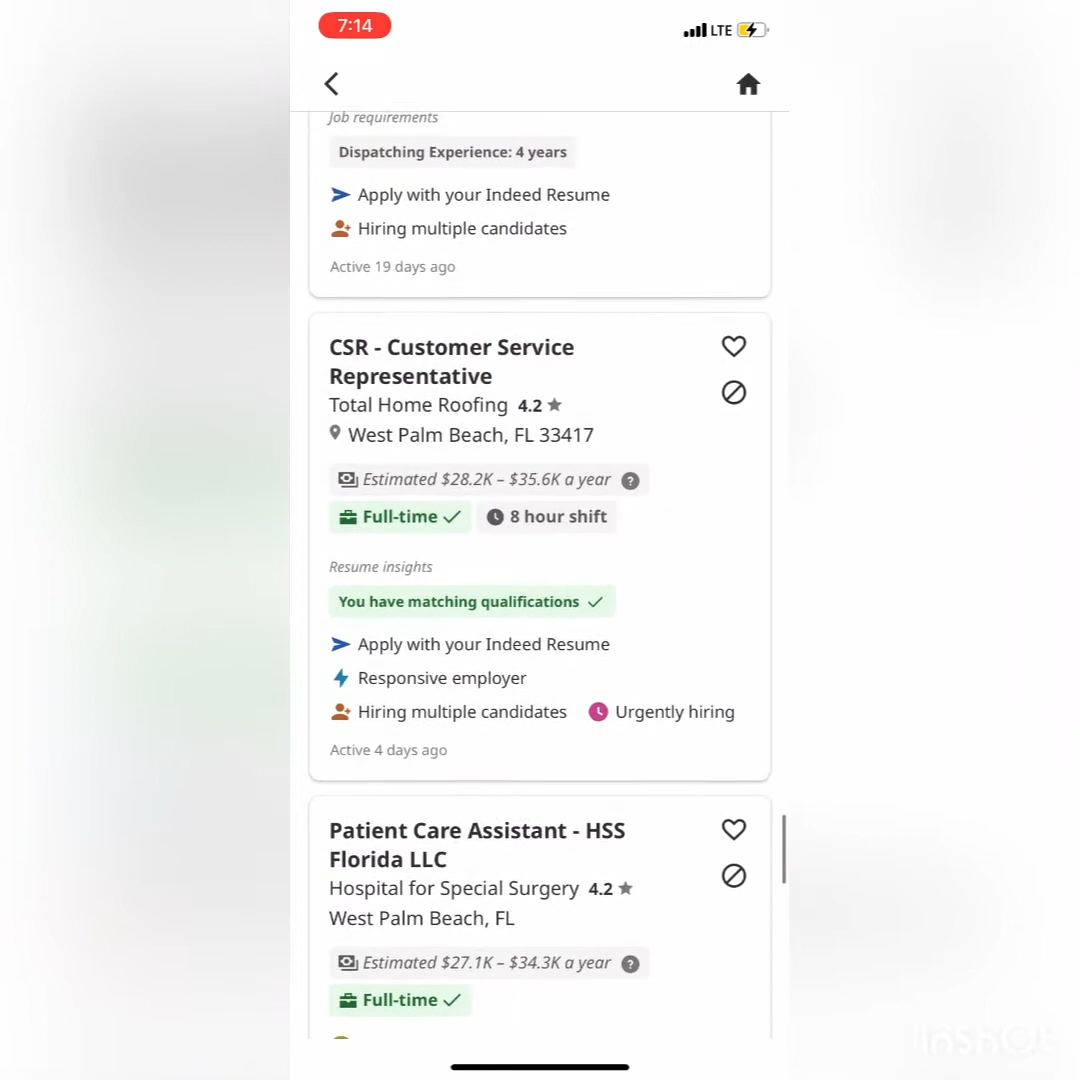 7:14
LTE
Job requirements
Dispatching Experience: 4 years
Apply with your Indeed Resume
Hiring multiple candidates
Active 19 days ago
CSR - Customer Service
Representative
Total Home Roofing 4.2
West Palm Beach, FL 33417
Estimated $28.2K – $35.6K a year ?
Full-time 8 hour shift
Resume insights
You have matching qualifications
Apply with your Indeed Resume
Responsive employer
Hiring multiple candidates Urgently hiring
Active 4 days ago
Patient Care Assistant - HSS
Florida LLC
Hospital for Special Surgery 4.2
West Palm Beach, FL
Estimated $27.1K – $34.3K a year ?
Full-time